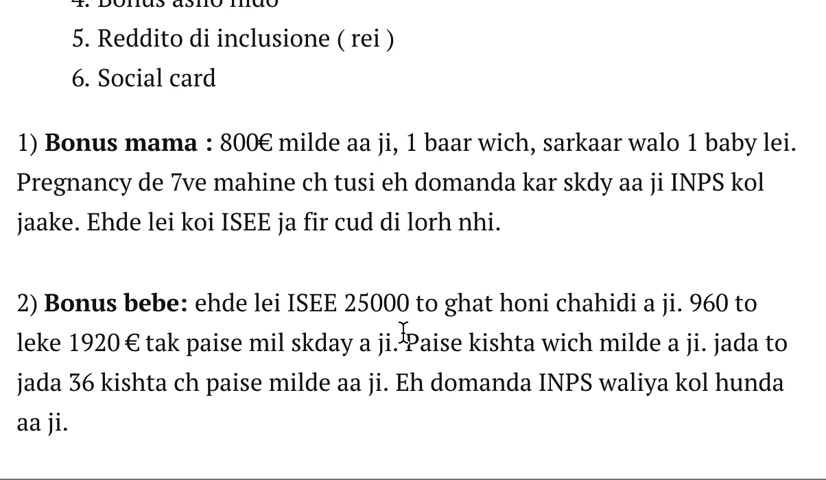 4. Bonus asilo nido
5. Reddito di inclusione ( rei )
6. Social card
1) Bonus mama : 800€ milde aa ji, 1 baar wich, sarkaar walo 1 baby lei.
Pregnancy de 7ve mahine ch tusi eh domanda kar skdy aa ji INPS kol
jaake. Ehde lei koi ISEE ja fir cud di lorh nhi.
2) Bonus bebe: ehde lei ISEE 25000 to ghat honi chahidi a ji. 960 to
leke 1920 € tak paise mil skday a ji. Paise kishta wich milde a ji. jada to
jada 36 kishta ch paise milde aa ji. Eh domanda INPS waliya kol hunda
aa ji.